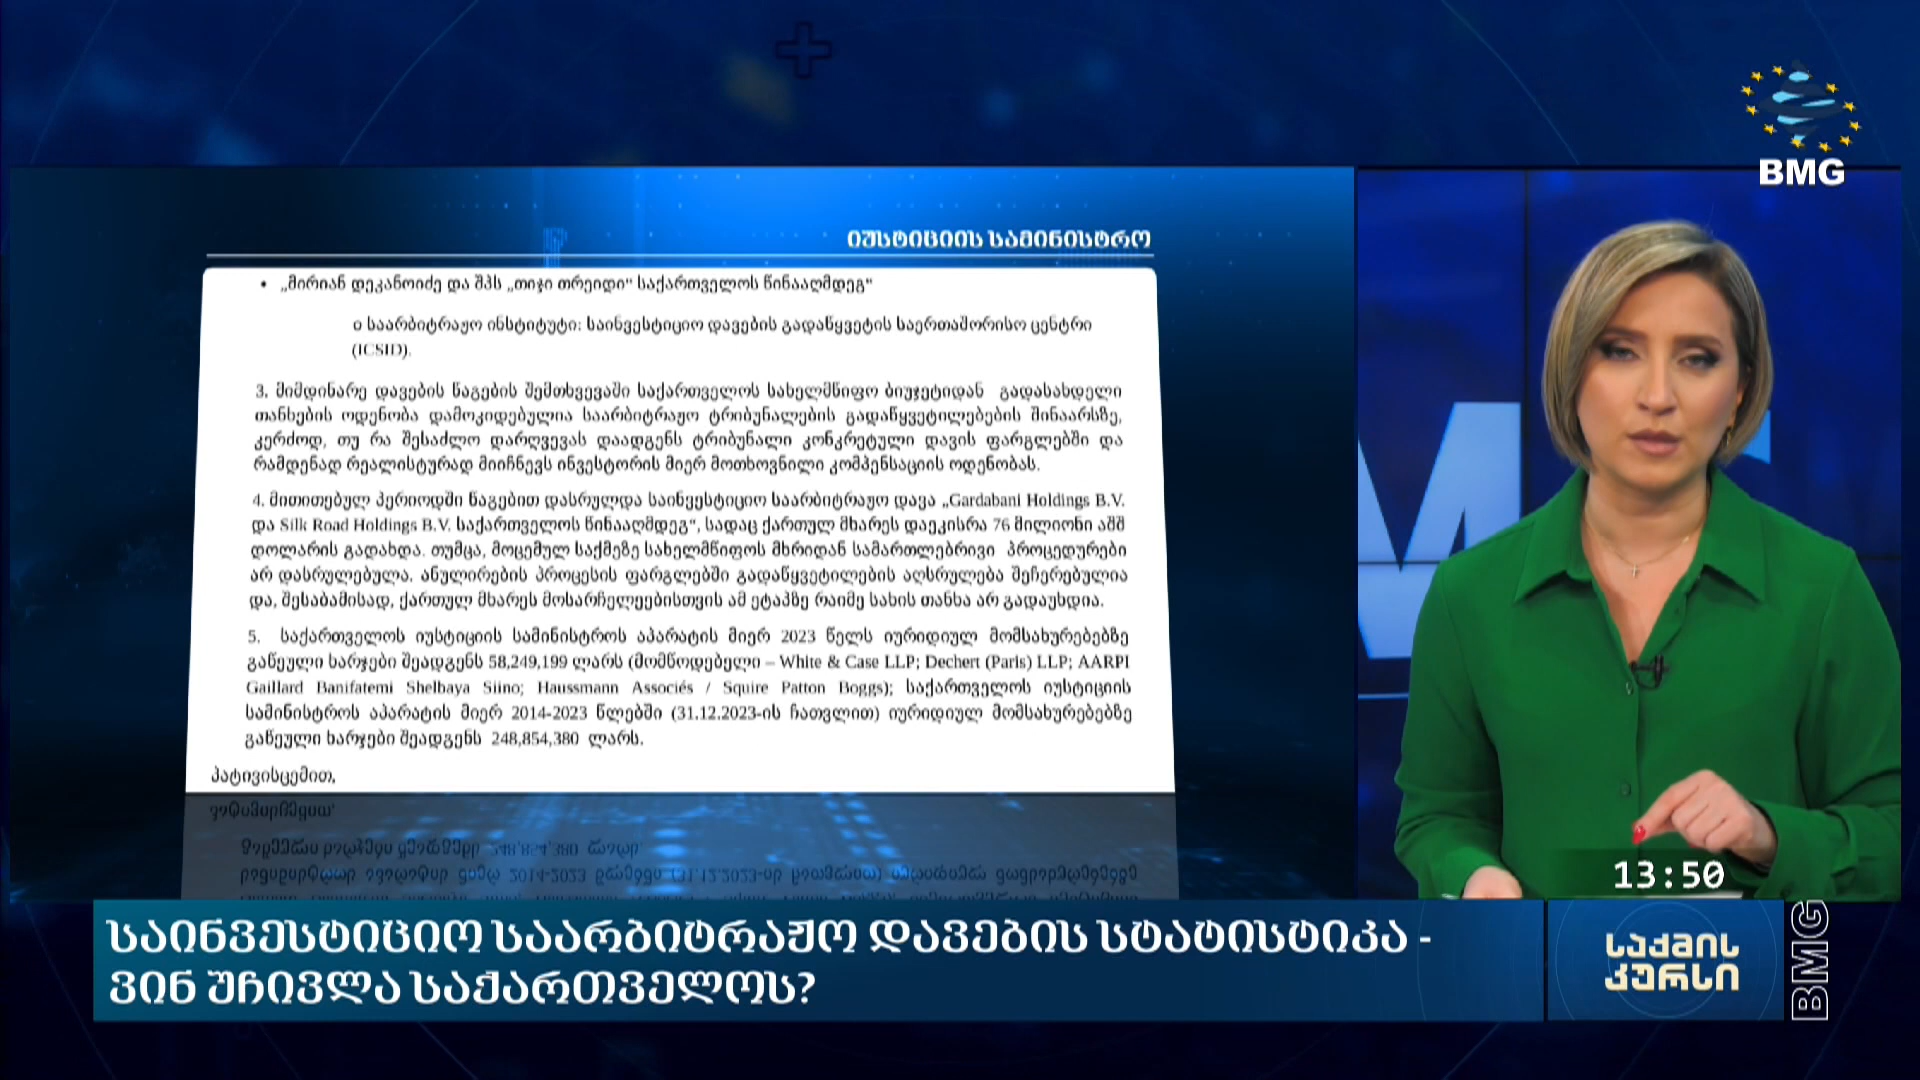 BMG
იუსტიციის სამინისტრო
• „მირიან დეკანოიძე და შპს „თიჯი თრეიდი“ საქართველოს წინააღმდეგ“
o საარბიტრაჟო ინსტიტუტი: საინვესტიციო დავების გადაწყვეტის საერთაშორისო ცენტრი
(ICSID).
3. მიმდინარე დავების წაგების შემთხვევაში საქართველოს სახელმწიფო ბიუჯეტიდან გადასახდელი
თანხების ოდენობა დამოკიდებულია საარბიტრაჟო ტრიბუნალების გადაწყვეტილებების შინაარსზე,
კერძოდ, თუ რა შესაძლო დარღვევას დაადგენს ტრიბუნალი კონკრეტული დავის ფარგლებში და
რამდენად რეალისტურად მიიჩნევს ინვესტორის მიერ მოთხოვნილი კომპენსაციის ოდენობას.
4. მითითებულ პერიოდში წაგებით დასრულდა საინვესტიციო საარბიტრაჟო დავა „Gardabani Holdings B.V.
და Silk Road Holdings B.V. საქართველოს წინააღმდეგ“, სადაც ქართულ მხარეს დაეკისრა 76 მილიონი აშშ
დოლარის გადახდა. თუმცა, მოცემულ საქმეზე სახელმწიფოს მხრიდან სამართლებრივი პროცედურები
არ დასრულებულა. ანულირების პროცესის ფარგლებში გადაწყვეტილების აღსრულება შეჩერებულია
და, შესაბამისად, ქართულ მხარეს მოსარჩელეებისთვის ამ ეტაპზე რაიმე სახის თანხა არ გადაუხდია.
5. საქართველოს იუსტიციის სამინისტროს აპარატის მიერ 2023 წელს იურიდიულ მომსახურებებზე
გაწეული ხარჯები შეადგენს 58,249,199 ლარს (მომწოდებელი – White & Case LLP; Dechert (Paris) LLP; AARPI
Gaillard Banifatemi Shelbaya Siino; Haussmann Associés / Squire Patton Boggs); საქართველოს იუსტიციის
სამინისტროს აპარატის მიერ 2014-2023 წლებში (31.12.2023-ის ჩათვლით) იურიდიულ მომსახურებებზე
გაწეული ხარჯები შეადგენს 248,854,380 ლარს.
პატივისცემით,
13:50
საინვესტიციო საარბიტრაჟო დავების სტატისტიკა -
ვინ უჩივლა საქართველოს?
საქმის
კურსი
BMG